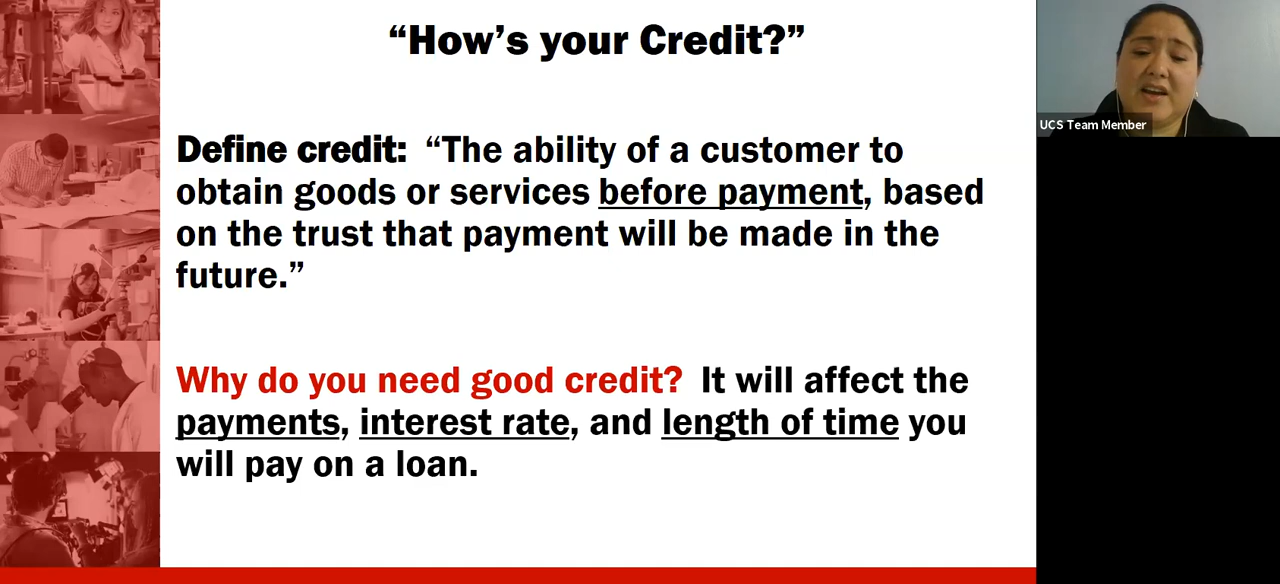 “How’s your Credit?”
Define credit: “The ability of a customer to
obtain goods or services before payment, based
on the trust that payment will be made in the
future.”
Why do you need good credit? It will affect the
payments, interest rate, and length of time you
will pay on a loan.
UCS Team Member